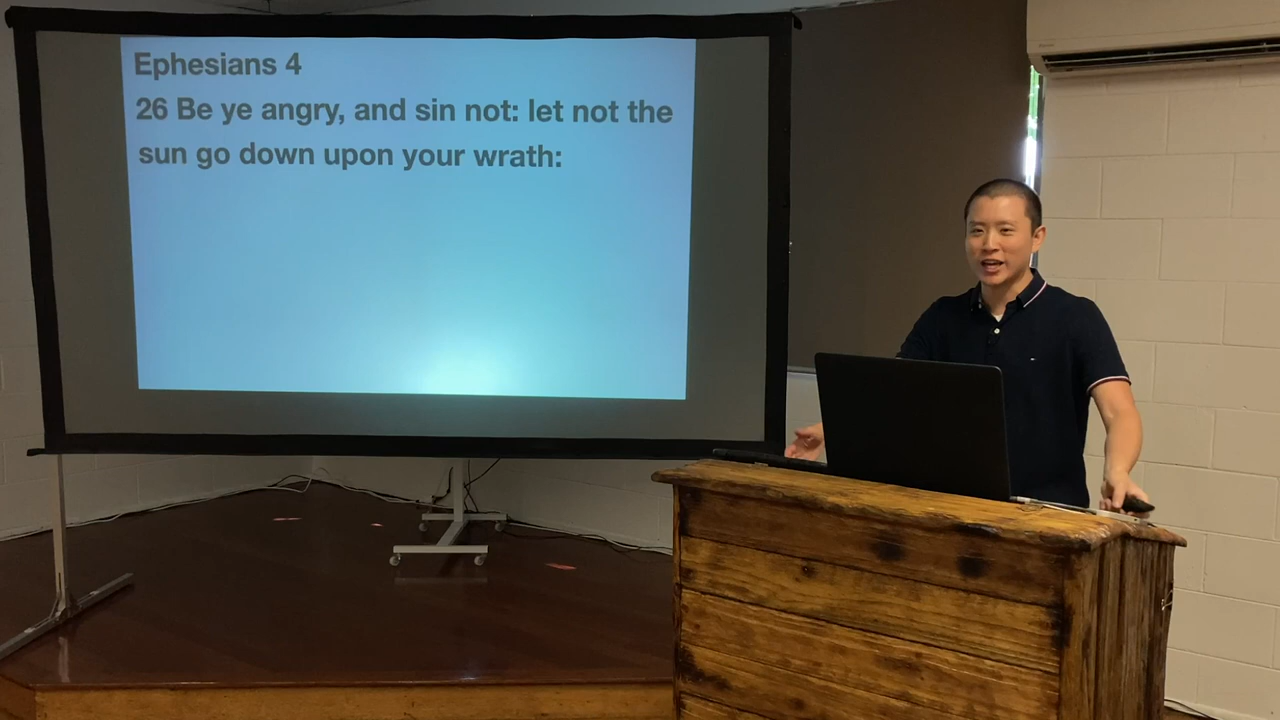 Ephesians 4
26 Be ye angry, and sin not: let not the
sun go down upon your wrath: